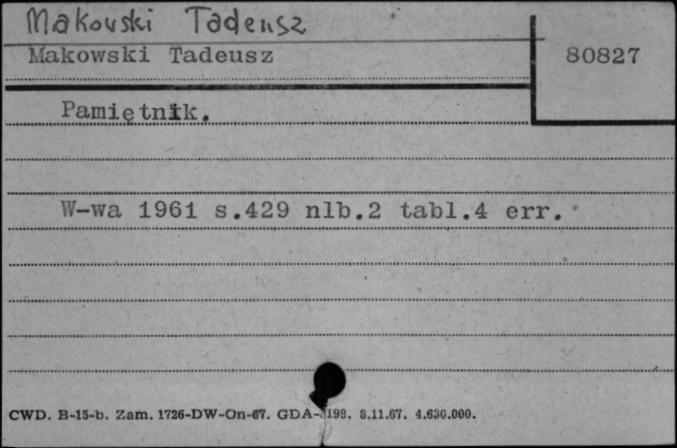 Makowski Tadeusz
Makowski Tadeusz
80827
Pamiętnik.
W-wa 1961 s.429 nlb.2 tabl.4 err.
CWD. B-15-b. Zam. 1726-DW-On-67. GDA- 8.11.67. 4.630.000.